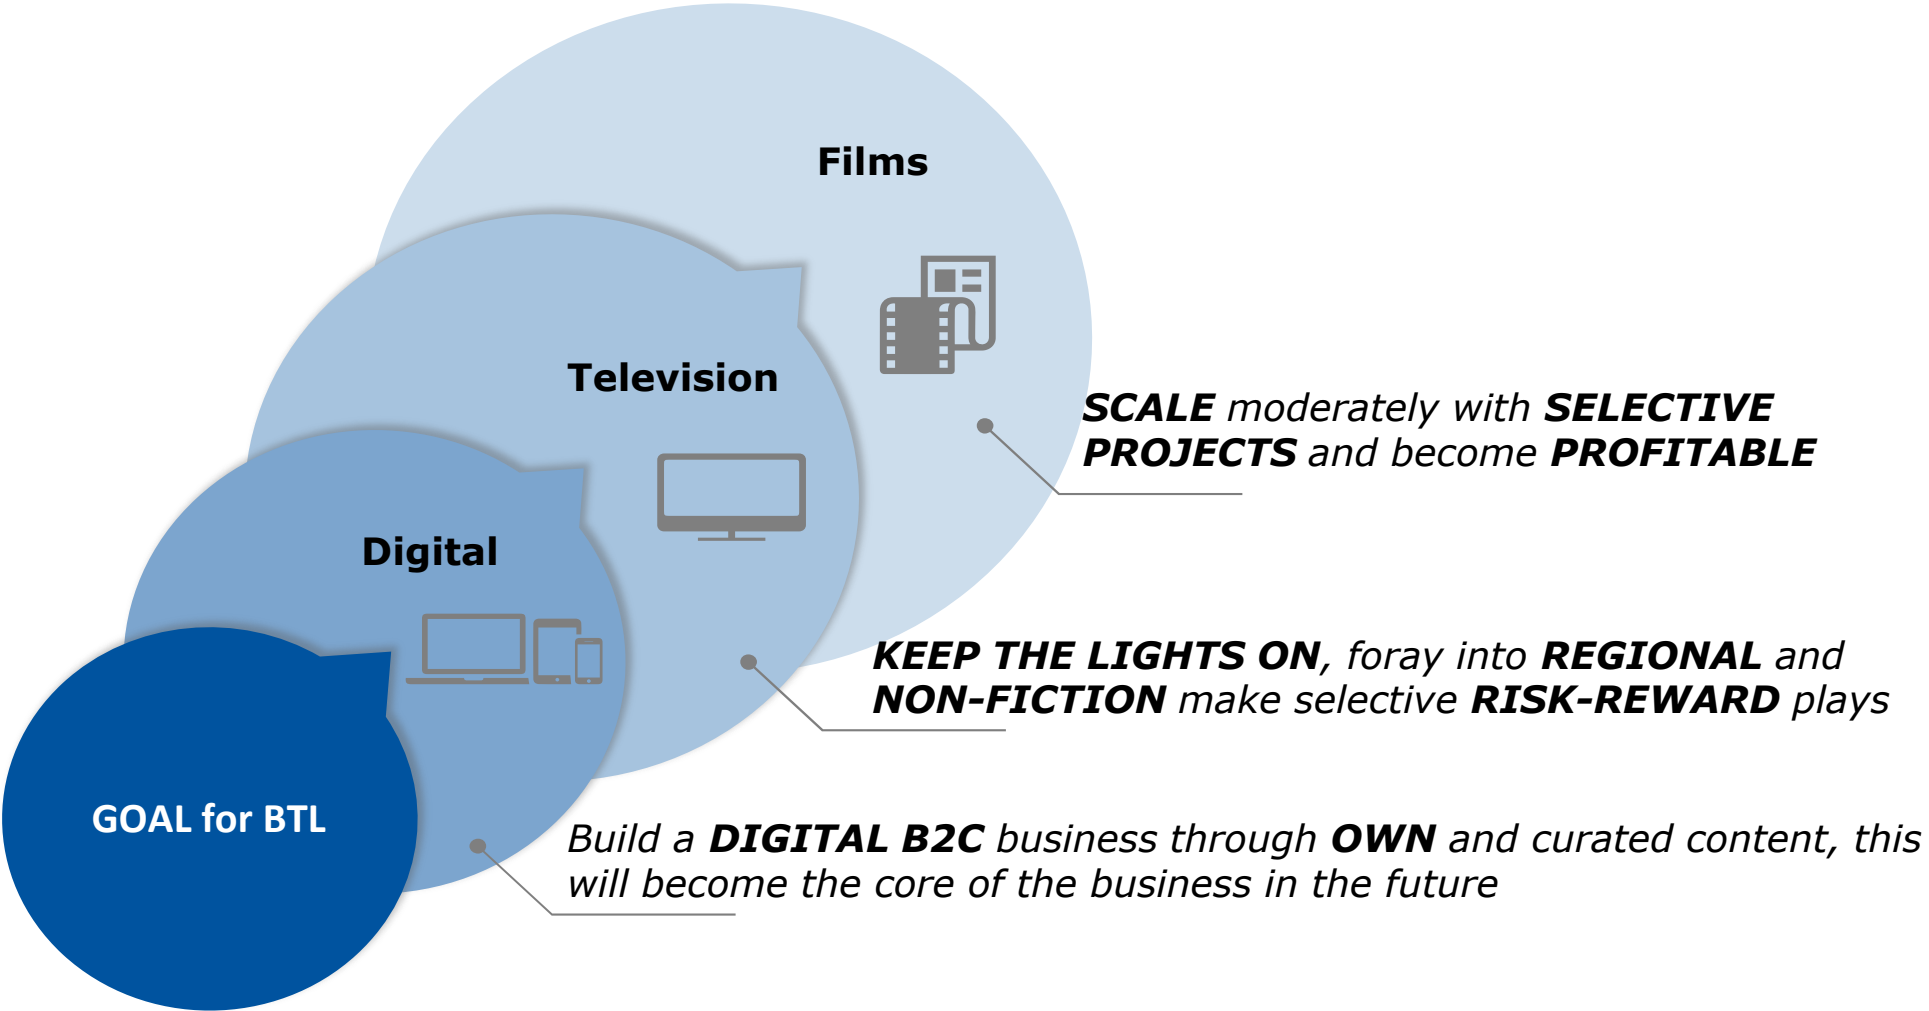 Films
SCALE moderately with SELECTIVE
PROJECTS and become PROFITABLE
Television
KEEP THE LIGHTS ON, foray into REGIONAL and
NON-FICTION make selective RISK-REWARD plays
Digital
Build a DIGITAL B2C business through OWN and curated content, this
will become the core of the business in the future
GOAL for BTL